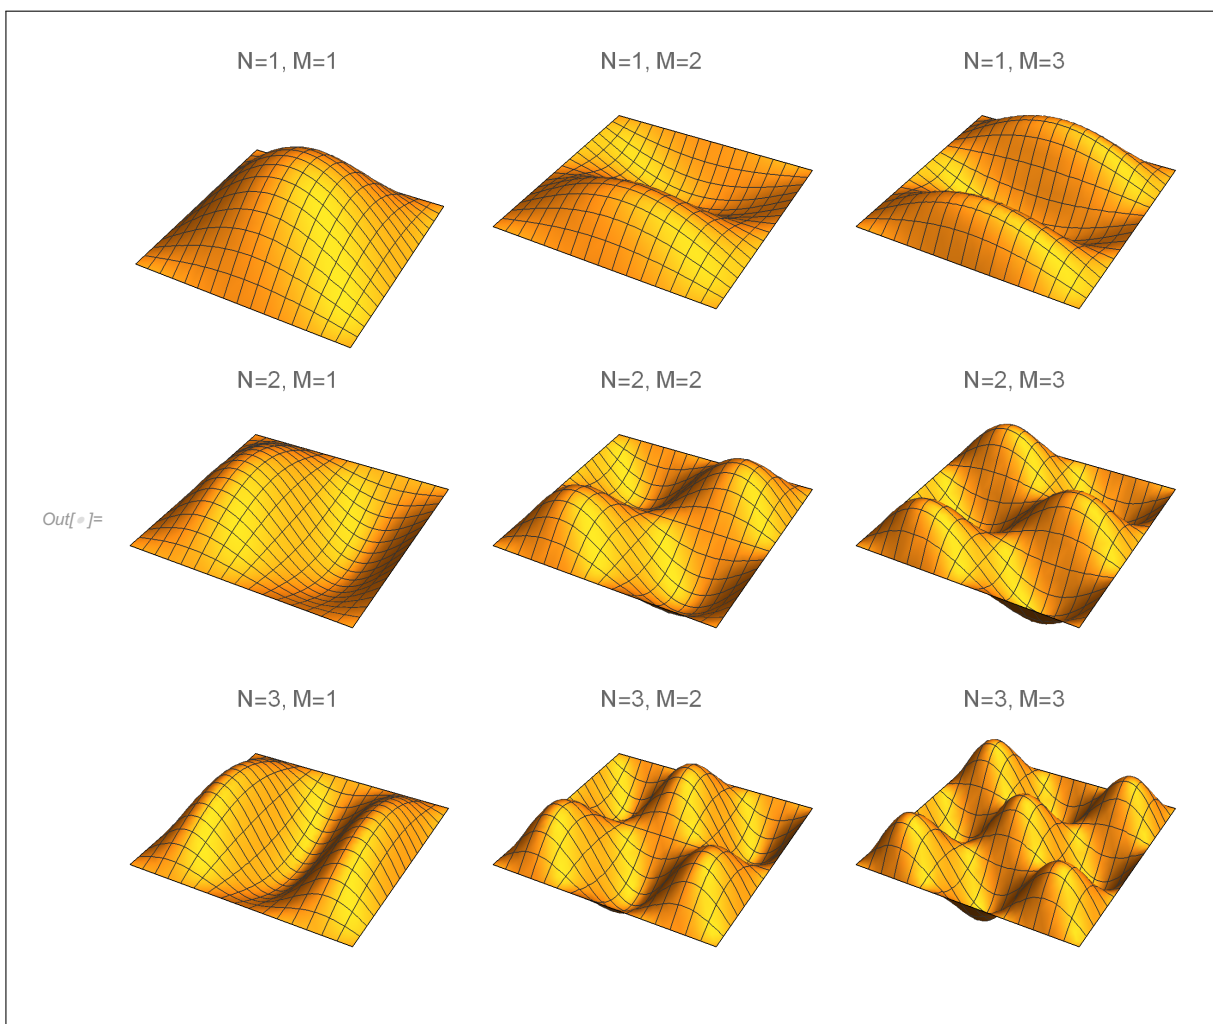 N=1, M=1
N=1, M=2
N=1, M=3
N=2, M=1
N=2, M=2
N=2, M=3
Out[•]=
N=3, M=1
N=3, M=2
N=3, M=3